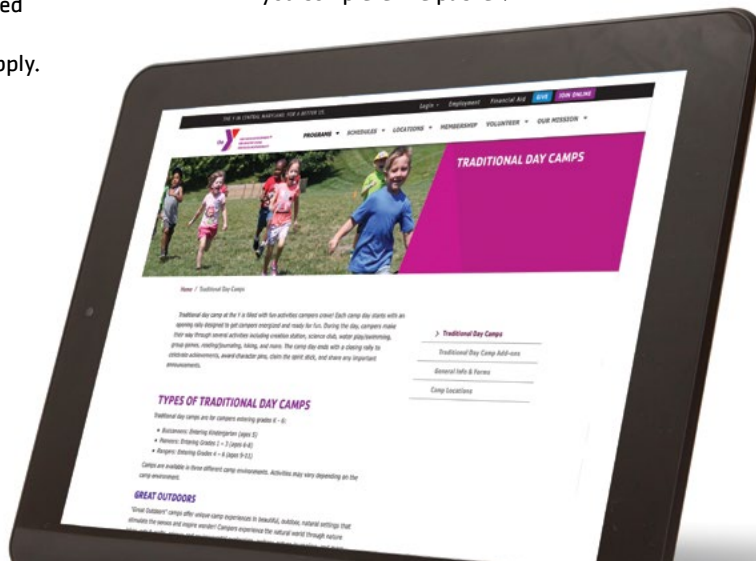 ed
pply.
THE Y IN CENTRAL MARYLAND. FOR A BETTER US.
Login Employment Financial Aid GIVE JOIN ONLINE
the Y
PROGRAMS SCHEDULES LOCATIONS MEMBERSHIP VOLUNTEER OUR MISSION
TRADITIONAL DAY CAMPS
Home / Traditional Day Camps
Traditional day camp at the Y is filled with fun activities campers crave! Each camp day starts with an
opening rally designed to get campers energized and ready for fun. During the day, campers make
their way through several activities including creation station, science club, water play/swimming,
group games, reading/journaling, hiking, and more. The camp day ends with a closing rally to
celebrate achievements, award character pins, claim the spirit stick, and share any important
announcements.
> Traditional Day Camps
Traditional Day Camp Add-ons
General Info & Forms
Camp Locations
TYPES OF TRADITIONAL DAY CAMPS
Traditional day camps are for campers entering grades K - 6:
• Buccaneers: Entering Kindergarten (ages 5)
• Pioneers: Entering Grades 1 - 3 (ages 6-8)
• Rangers: Entering Grades 4 - 6 (ages 9-11)
Camps are available in three different camp environments. Activities may vary depending on the
camp environment.
GREAT OUTDOORS
"Great Outdoors" camps offer unique camp experiences in beautiful, outdoor, natural settings that
stimulate the senses and inspire wonder! Campers experience the natural world through nature